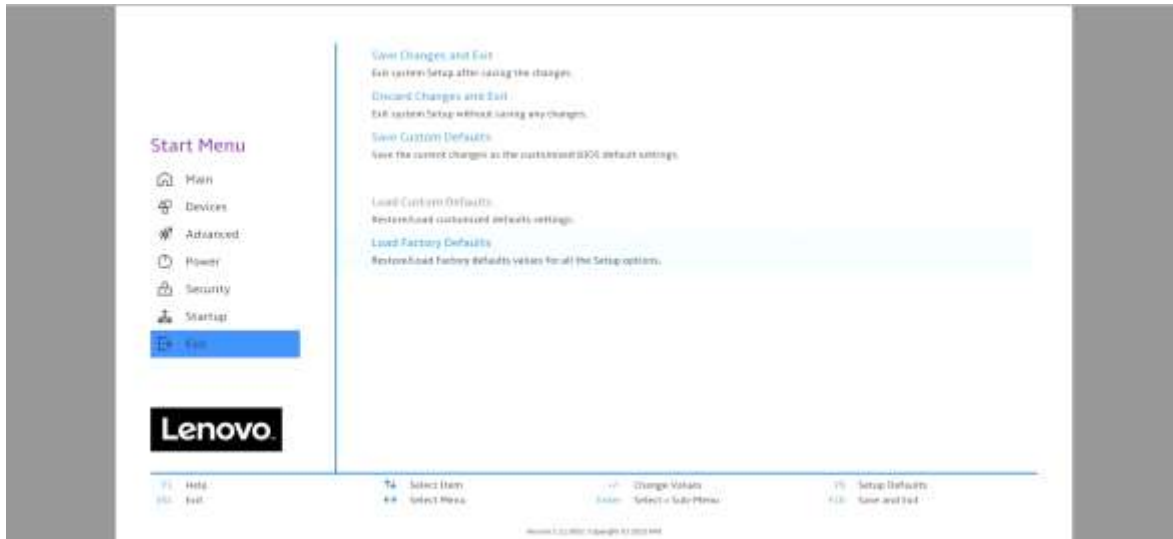 Save Changes and Exit
Exit system Setup after saving the changes.
Discard Changes and Exit
Exit system Setup without saving any changes.
Save Custom Defaults
Save the current changes as the customized BIOS default settings.
Load Custom Defaults
Restore/Load customized defaults settings.
Load Factory Defaults
Restore/Load Factory defaults values for all the Setup options.
Start Menu
Main
Devices
Advanced
Power
Security
Startup
Exit
Lenovo
F1 Help
ESC Exit
Select Item
Select Menu
+/- Change Values
Enter Select > Sub-Menu
F9 Setup Defaults
F10 Save and Exit